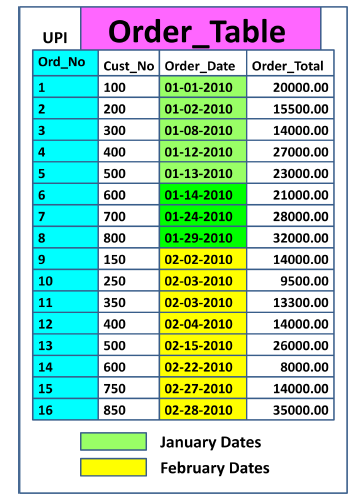 UPI Order_Table
Ord_No Cust_No Order_Date Order_Total
1 100 01-01-2010 20000.00
2 200 01-02-2010 15500.00
3 300 01-08-2010 14000.00
4 400 01-12-2010 27000.00
5 500 01-13-2010 23000.00
6 600 01-14-2010 21000.00
7 700 01-24-2010 28000.00
8 800 01-29-2010 32000.00
9 150 02-02-2010 14000.00
10 250 02-03-2010 9500.00
11 350 02-03-2010 13300.00
12 400 02-04-2010 14000.00
13 500 02-15-2010 26000.00
14 600 02-22-2010 8000.00
15 750 02-27-2010 14000.00
16 850 02-28-2010 35000.00
January Dates
February Dates